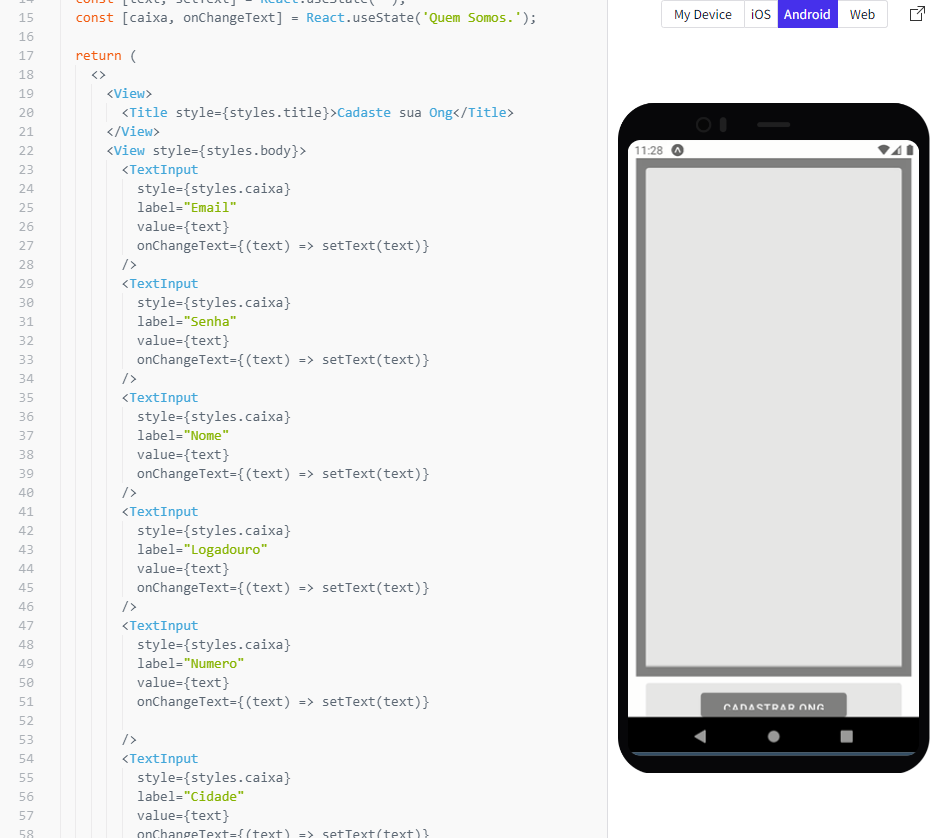 14 const [text, setText] = React.useState('');
15 const [caixa, onChangeText] = React.useState('Quem Somos.');
16
17 return (
18 <>
19 <View>
20 <Title style={styles.title}>Cadaste sua Ong</Title>
21 </View>
22 <View style={styles.body}>
23 <TextInput
24 style={styles.caixa}
25 label="Email"
26 value={text}
27 onChangeText={(text) => setText(text)}
28 />
29 <TextInput
30 style={styles.caixa}
31 label="Senha"
32 value={text}
33 onChangeText={(text) => setText(text)}
34 />
35 <TextInput
36 style={styles.caixa}
37 label="Nome"
38 value={text}
39 onChangeText={(text) => setText(text)}
40 />
41 <TextInput
42 style={styles.caixa}
43 label="Logadouro"
44 value={text}
45 onChangeText={(text) => setText(text)}
46 />
47 <TextInput
48 style={styles.caixa}
49 label="Numero"
50 value={text}
51 onChangeText={(text) => setText(text)}
52
53 />
54 <TextInput
55 style={styles.caixa}
56 label="Cidade"
57 value={text}
58 onChangeText={(text) => setText(text)}
My Device iOS Android Web
11:28
CADASTRAR ONG